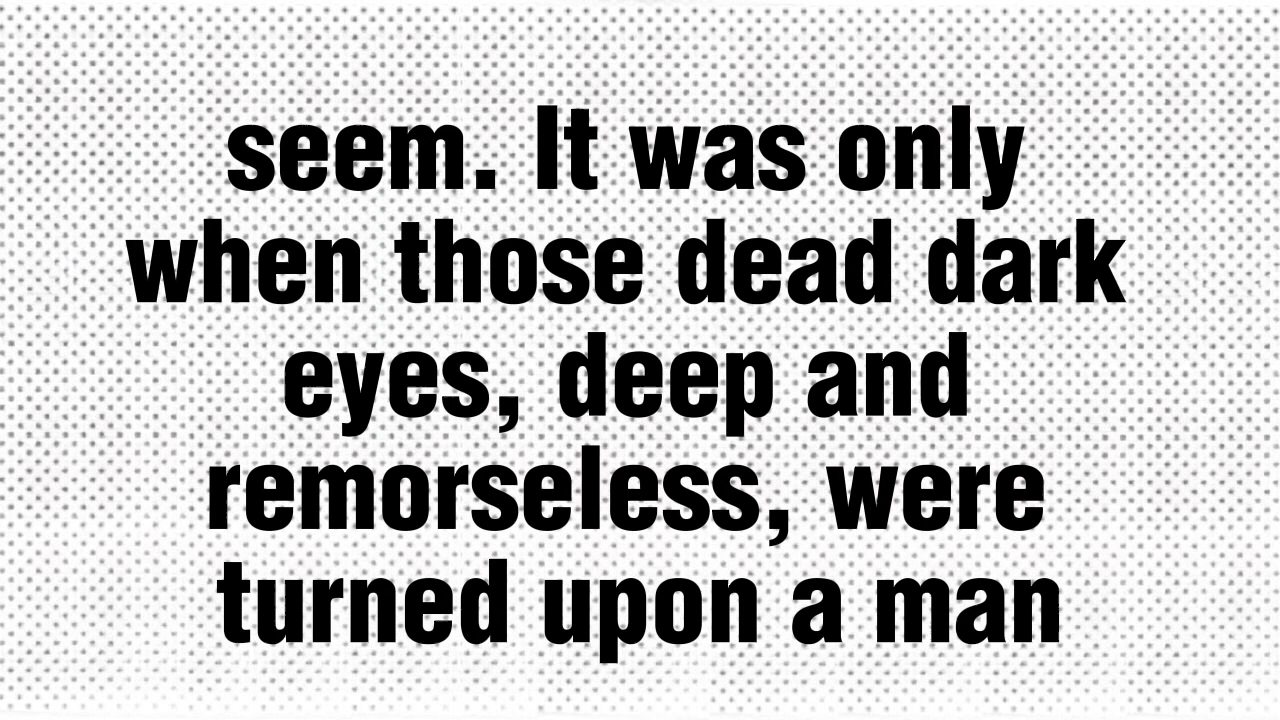 seem. It was only
when those dead dark
eyes, deep and
remorseless, were
turned upon a man